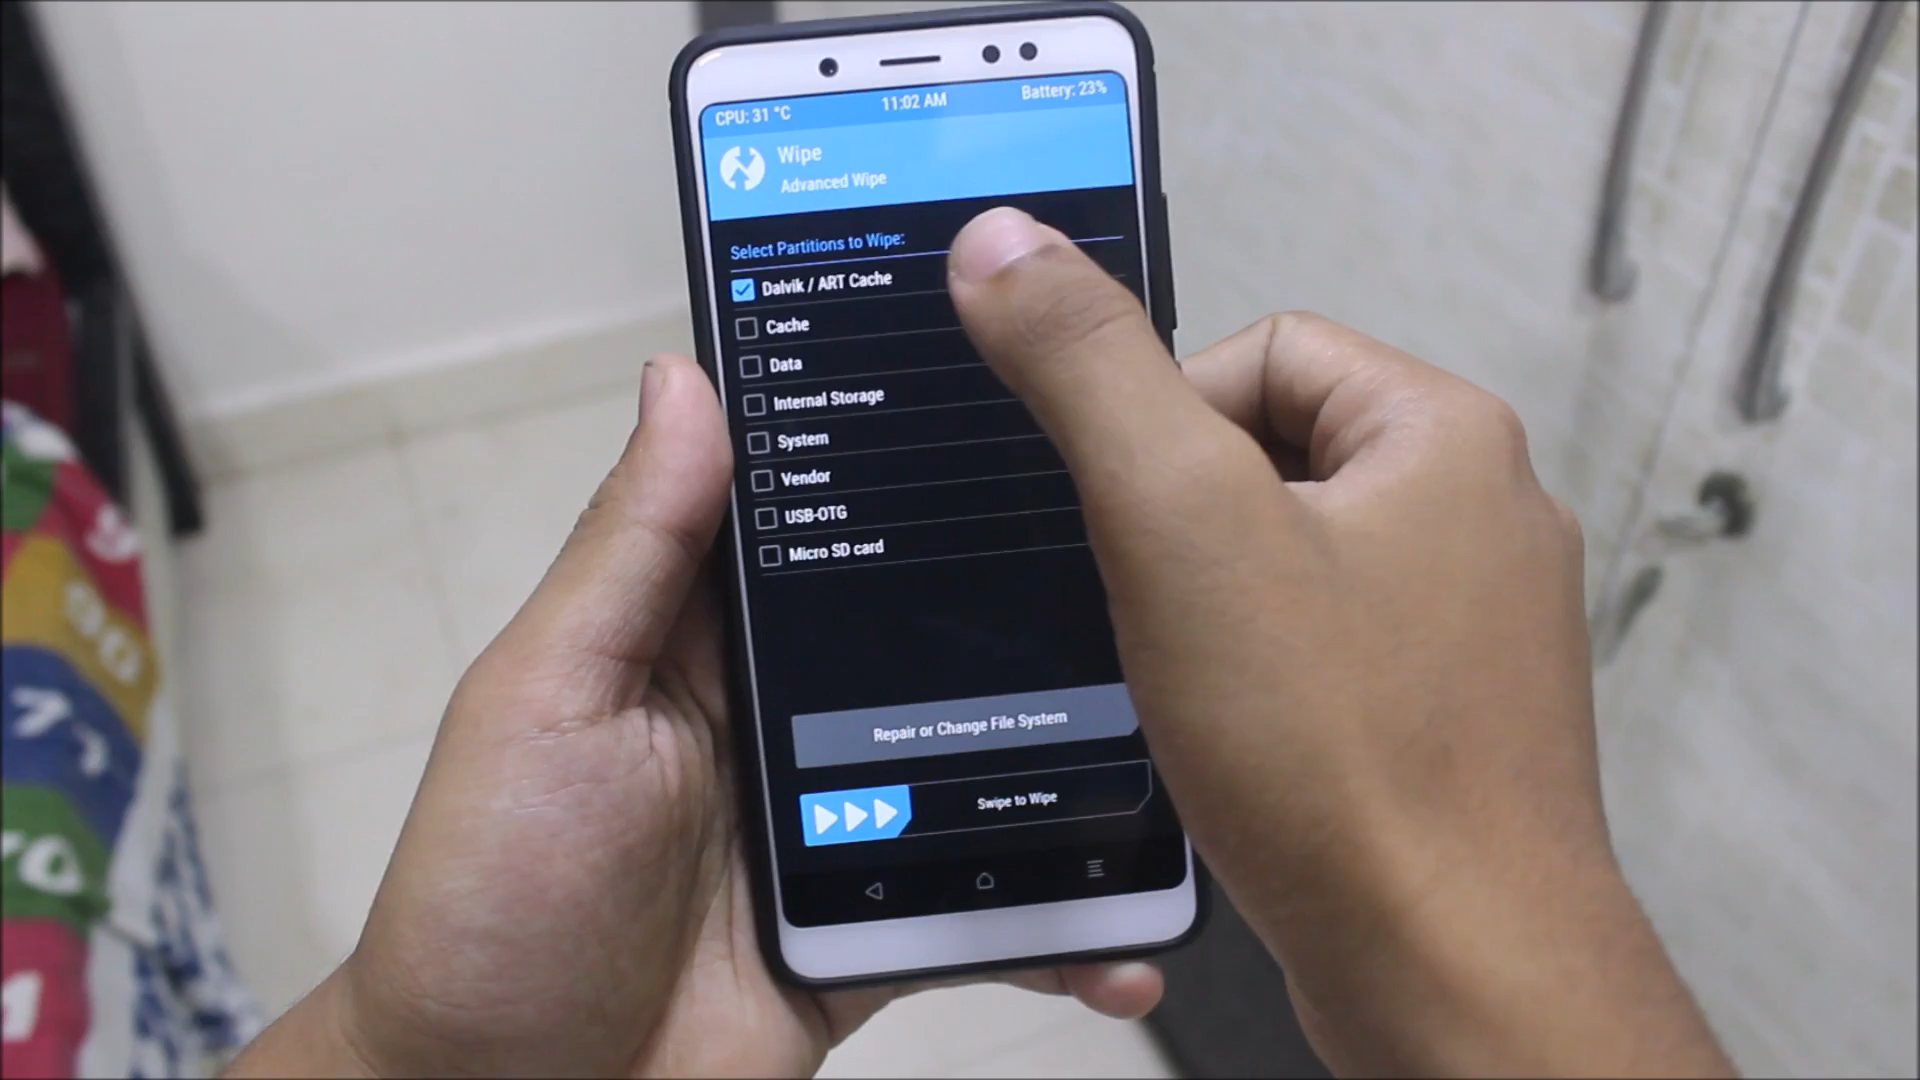 CPU: 31 °C
11:02 AM
Battery: 23%
Wipe
Advanced Wipe
Select Partitions to Wipe:
Dalvik / ART Cache
Cache
Data
Internal Storage
System
Vendor
USB-OTG
Micro SD card
Repair or Change File System
Swipe to Wipe